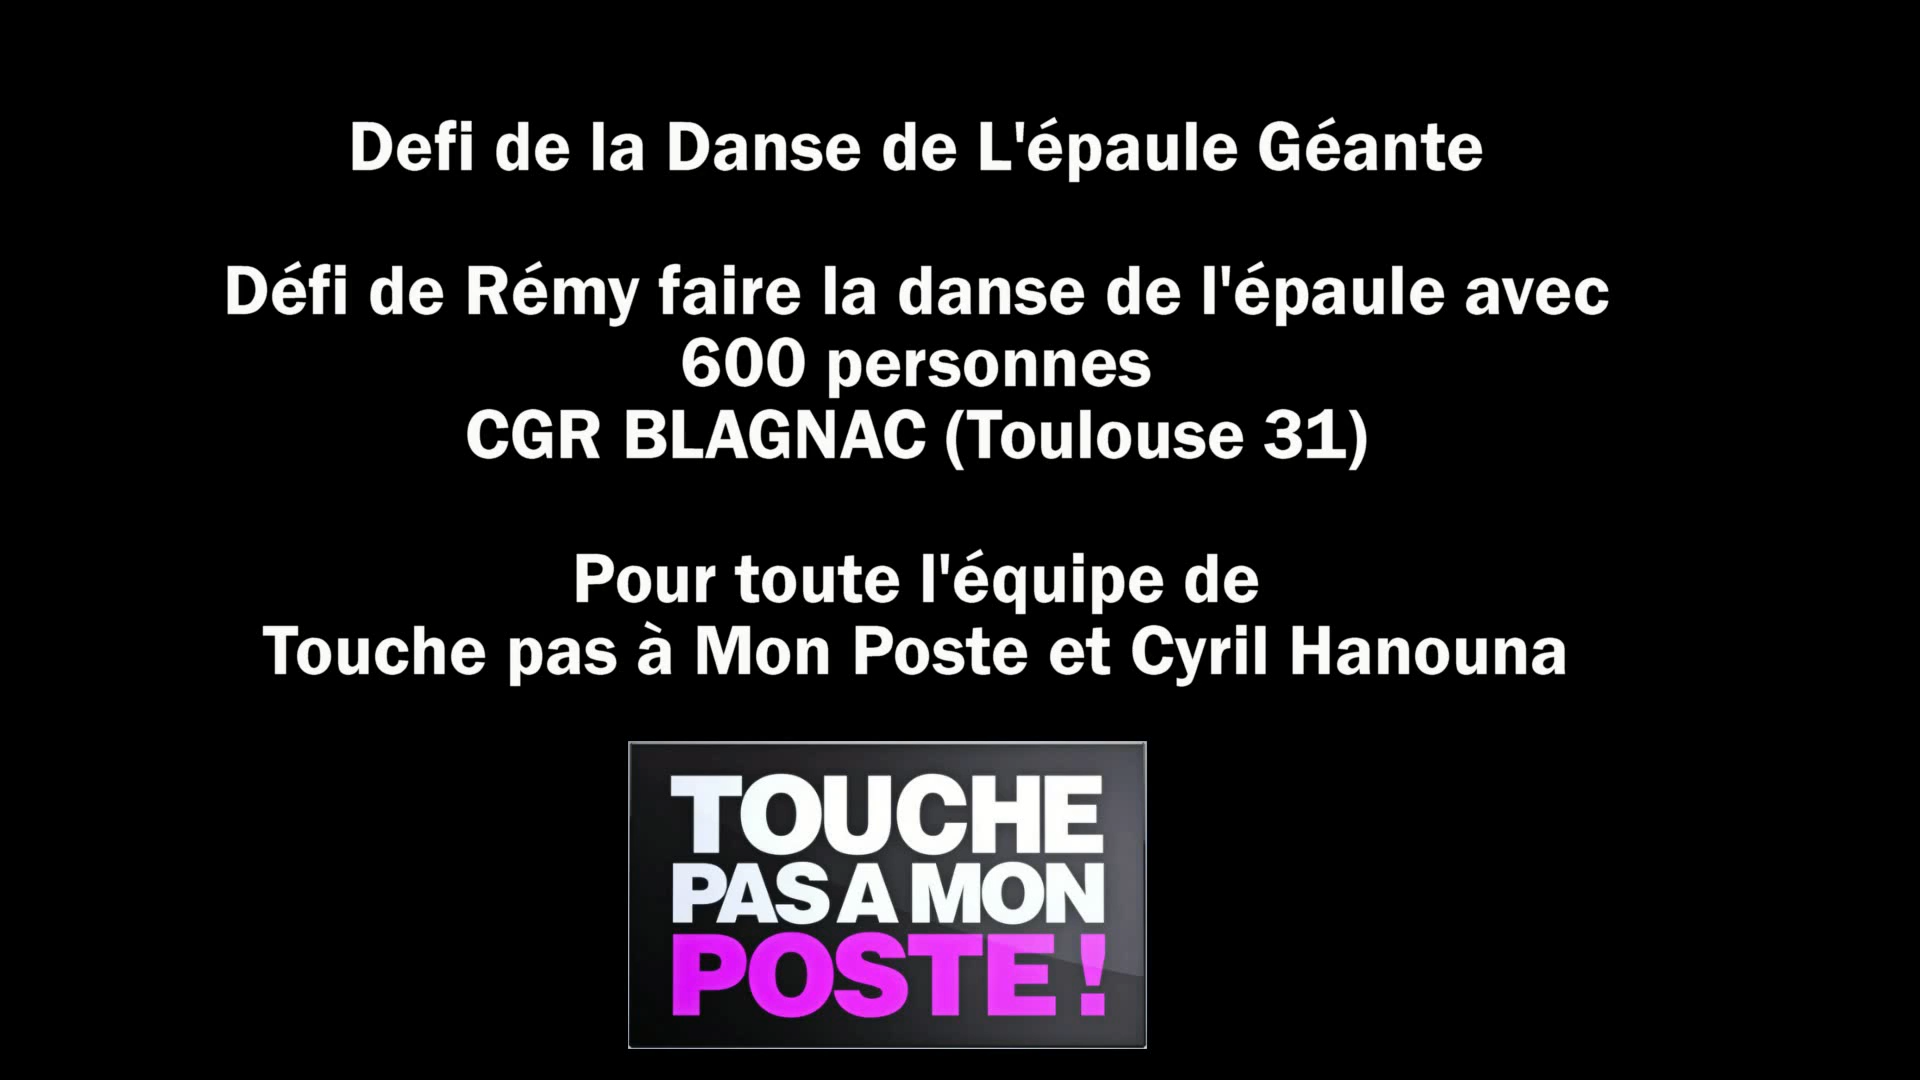 Defi de la Danse de L'épaule Géante
Défi de Rémy faire la danse de l'épaule avec
600 personnes
CGR BLAGNAC (Toulouse 31)
Pour toute l'équipe de
Touche pas à Mon Poste et Cyril Hanouna
TOUCHE
PAS A MON
POSTE !